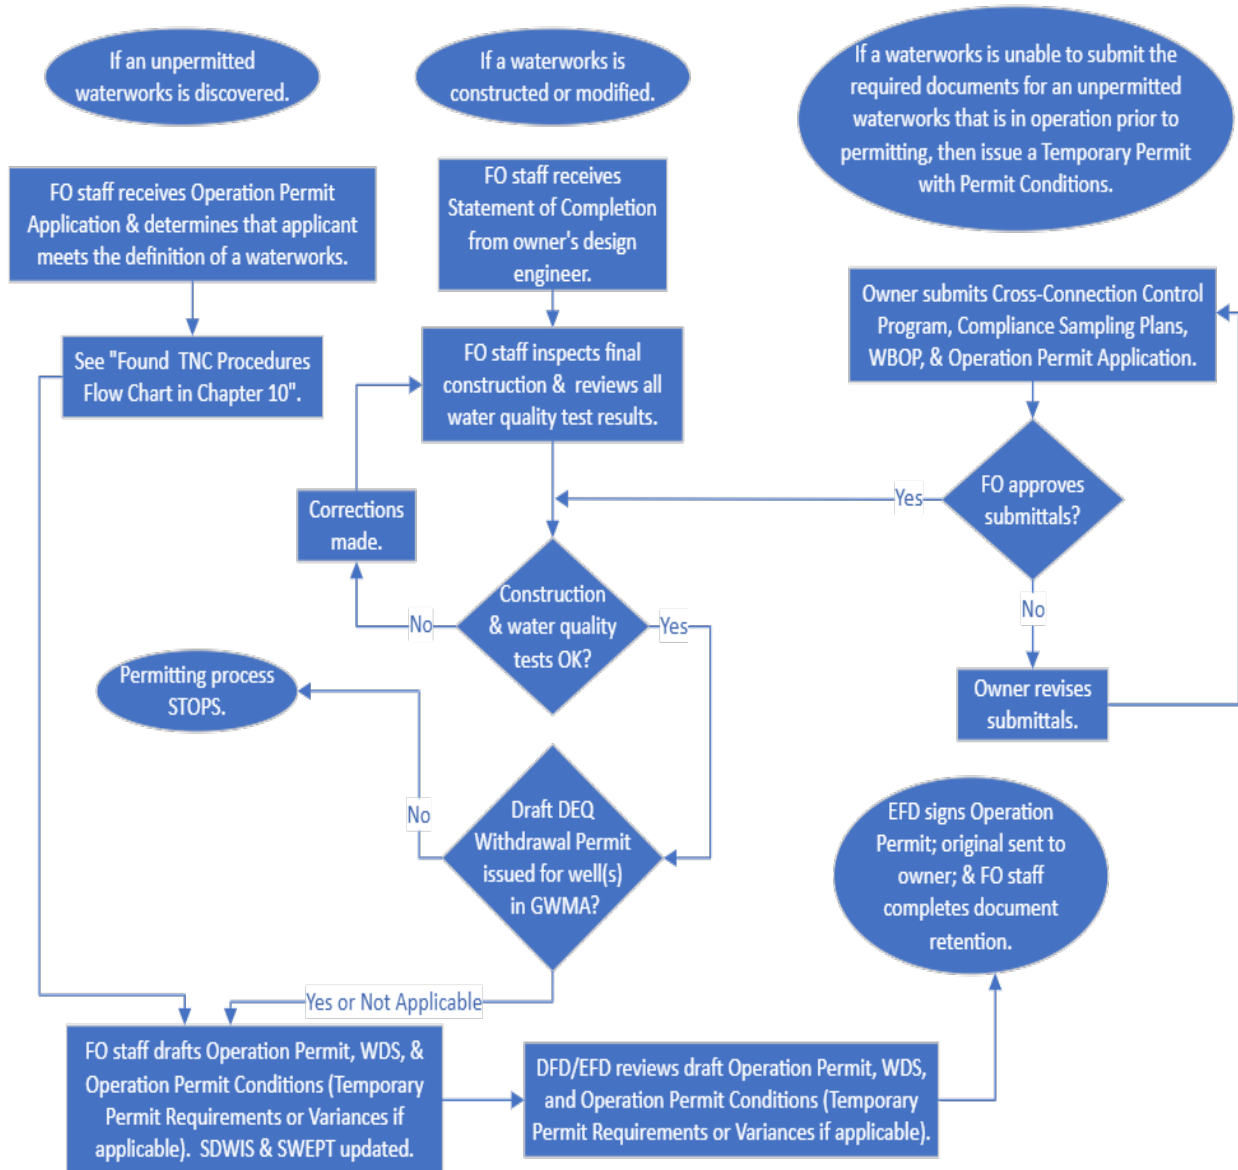 If an unpermitted
waterworks is discovered.
If a waterworks is
constructed or modified.
If a waterworks is unable to submit the
required documents for an unpermitted
waterworks that is in operation prior to
permitting, then issue a Temporary Permit
with Permit Conditions.
FO staff receives Operation Permit
Application & determines that applicant
meets the definition of a waterworks.
FO staff receives
Statement of Completion
from owner's design
engineer.
See "Found TNC Procedures
Flow Chart in Chapter 10".
FO staff inspects final
construction & reviews all
water quality test results.
Owner submits Cross-Connection Control
Program, Compliance Sampling Plans,
WBOP, & Operation Permit Application.
Corrections
made.
Yes
FO approves
submittals?
No
Construction
& water quality
tests OK?
Yes
No
Permitting process
STOPS.
Owner revises
submittals.
No
Draft DEQ
Withdrawal Permit
issued for well(s)
in GWMA?
EFD signs Operation
Permit; original sent to
owner; & FO staff
completes document
retention.
Yes or Not Applicable
FO staff drafts Operation Permit, WDS, &
Operation Permit Conditions (Temporary
Permit Requirements or Variances if
applicable). SDWIS & SWEPT updated.
DFD/EFD reviews draft Operation Permit, WDS,
and Operation Permit Conditions (Temporary
Permit Requirements or Variances if applicable).